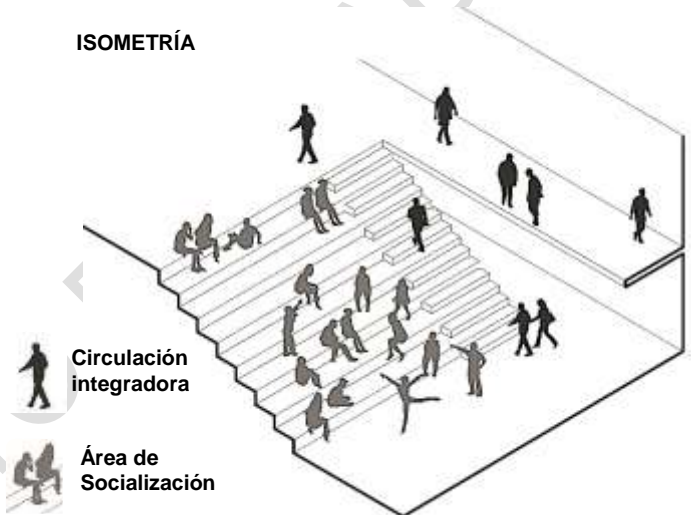 ISOMETRÍA
Circulación
integradora
Área de
Socialización